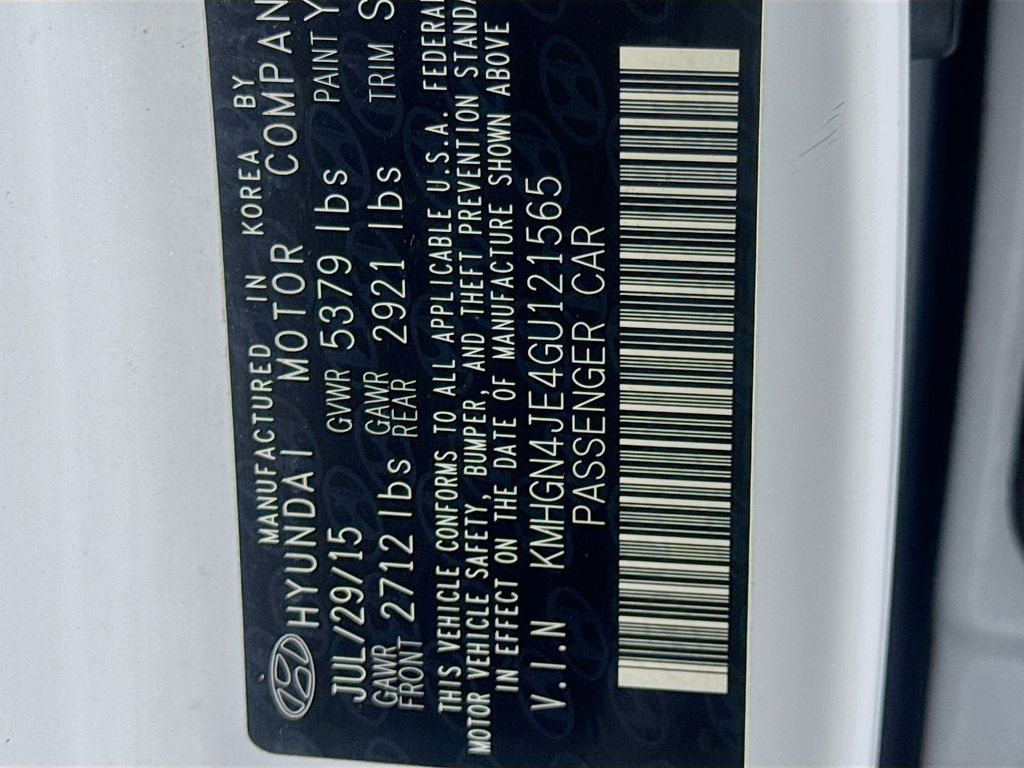 MANUFACTURED IN KOREA BY
HYUNDAI MOTOR COMPAN
JUL/29/15 GVWR 5379 lbs PAINT Y
GAWR FRONT 2712 lbs GAWR REAR 2921 lbs TRIM S
THIS VEHICLE CONFORMS TO ALL APPLICABLE U.S.A. FEDERA
MOTOR VEHICLE SAFETY, BUMPER, AND THEFT PREVENTION STANDA
IN EFFECT ON THE DATE OF MANUFACTURE SHOWN ABOVE
V.I.N KMHGN4JE4GU121565
PASSENGER CAR